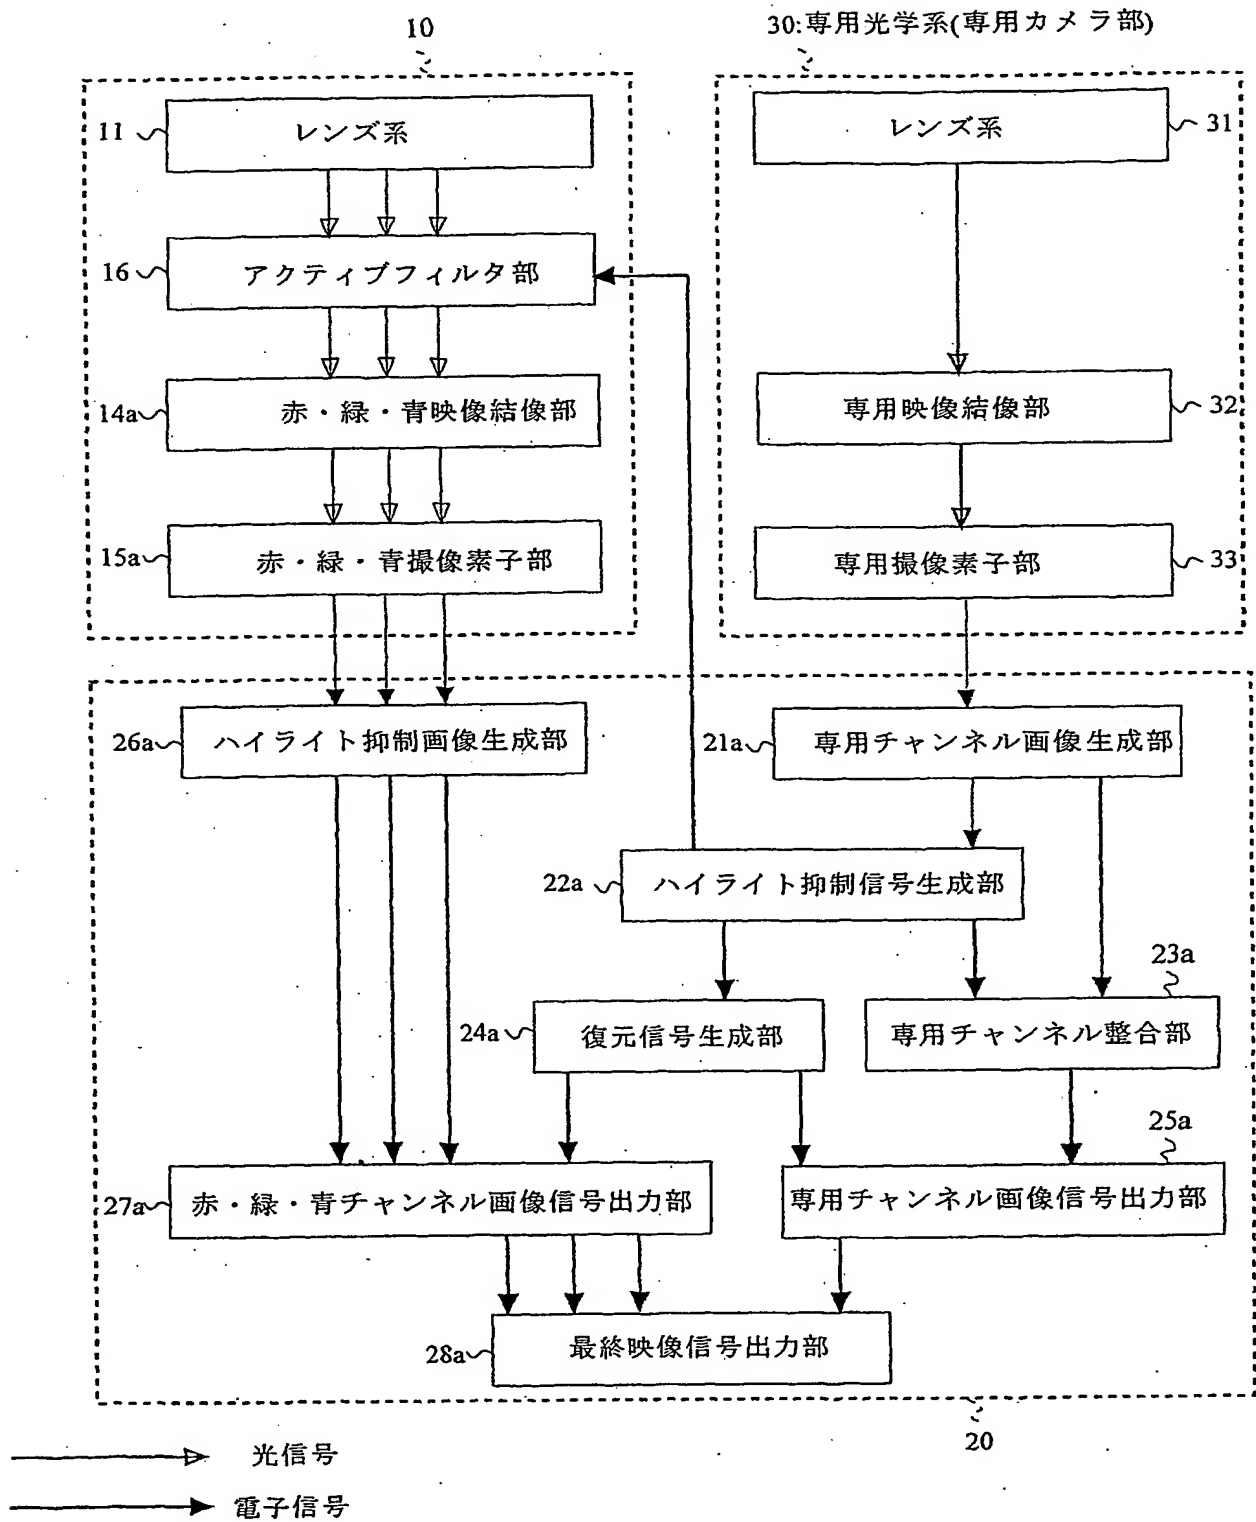 10
30:専用光学系(専用カメラ部)
11
レンズ系
レンズ系
31
16
アクティブフィルタ部
14a
赤・緑・青映像結像部
専用映像結像部
32
15a
赤・緑・青撮像素子部
専用撮像素子部
33
26a
ハイライト抑制画像生成部
21a
専用チャンネル画像生成部
22a
ハイライト抑制信号生成部
23a
24a
復元信号生成部
専用チャンネル整合部
25a
27a
赤・緑・青チャンネル画像信号出力部
専用チャンネル画像信号出力部
28a
最終映像信号出力部
20
光信号
電子信号